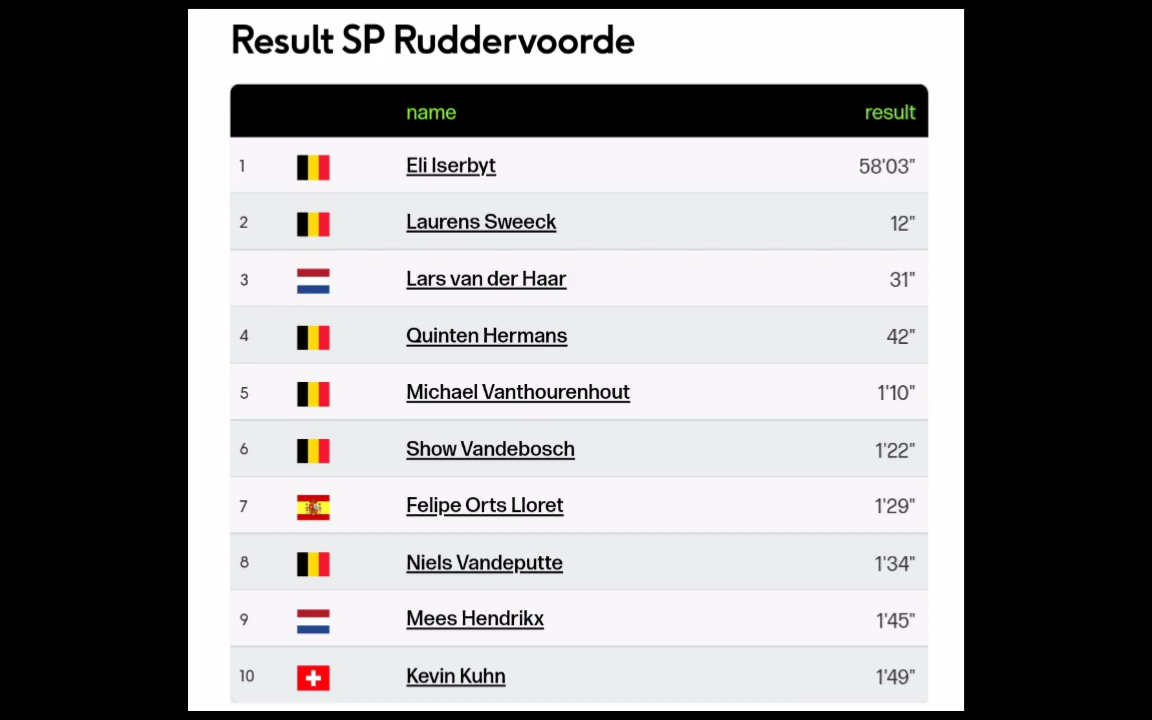 Result SP Ruddervoorde
name result
1 Eli Iserbyt 58'03"
2 Laurens Sweeck 12"
3 Lars van der Haar 31"
4 Quinten Hermans 42"
5 Michael Vanthourenhout 1'10"
6 Show Vandebosch 1'22"
7 Felipe Orts Lloret 1'29"
8 Niels Vandeputte 1'34"
9 Mees Hendrikx 1'45"
10 Kevin Kuhn 1'49"